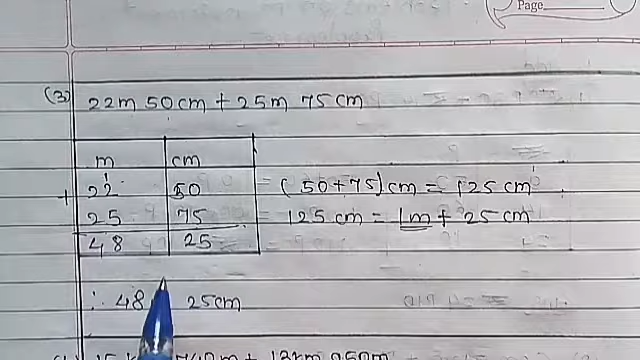 Page
(3) 22m 50cm + 25m 75cm
m cm
1
+ 22 50 = (50+75)cm = 125 cm
25 75 = 125 cm = 1m + 25 cm
48 25
∴ 48 25cm